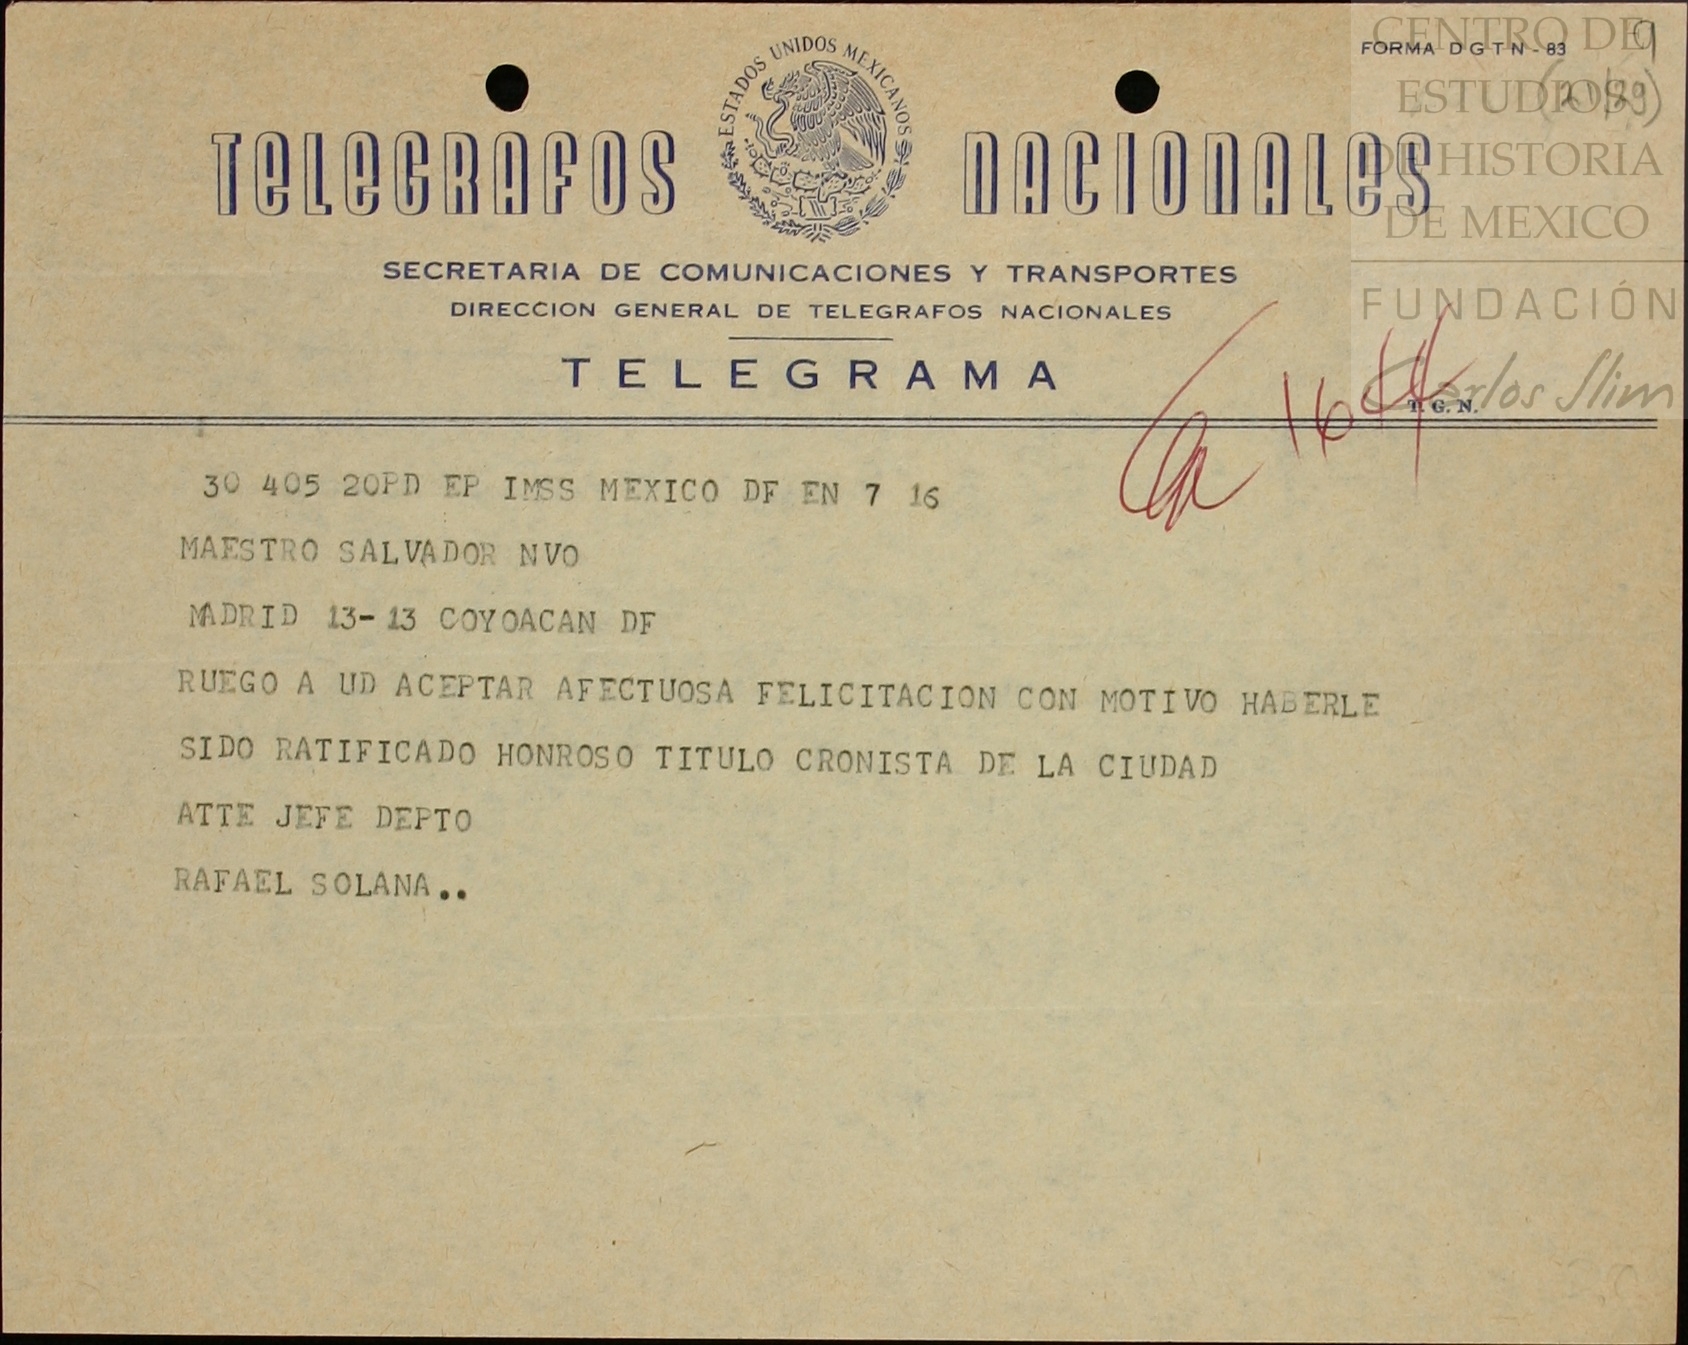 CENTRO DE
ESTUDIOS
DE HISTORIA
DE MEXICO
FUNDACIÓN
Carlos Slim
FORMA D G T N - 83
ESTADOS UNIDOS MEXICANOS
TELEGRAFOS NACIONALES
SECRETARIA DE COMUNICACIONES Y TRANSPORTES
DIRECCION GENERAL DE TELEGRAFOS NACIONALES
TELEGRAMA
T. G. N.
1644
30 405 20PD EP IMSS MEXICO DF EN 7 16
MAESTRO SALVADOR NVO
MADRID 13-13 COYOACAN DF
RUEGO A UD ACEPTAR AFECTUOSA FELICITACION CON MOTIVO HABERLE
SIDO RATIFICADO HONROSO TITULO CRONISTA DE LA CIUDAD
ATTE JEFE DEPTO
RAFAEL SOLANA..